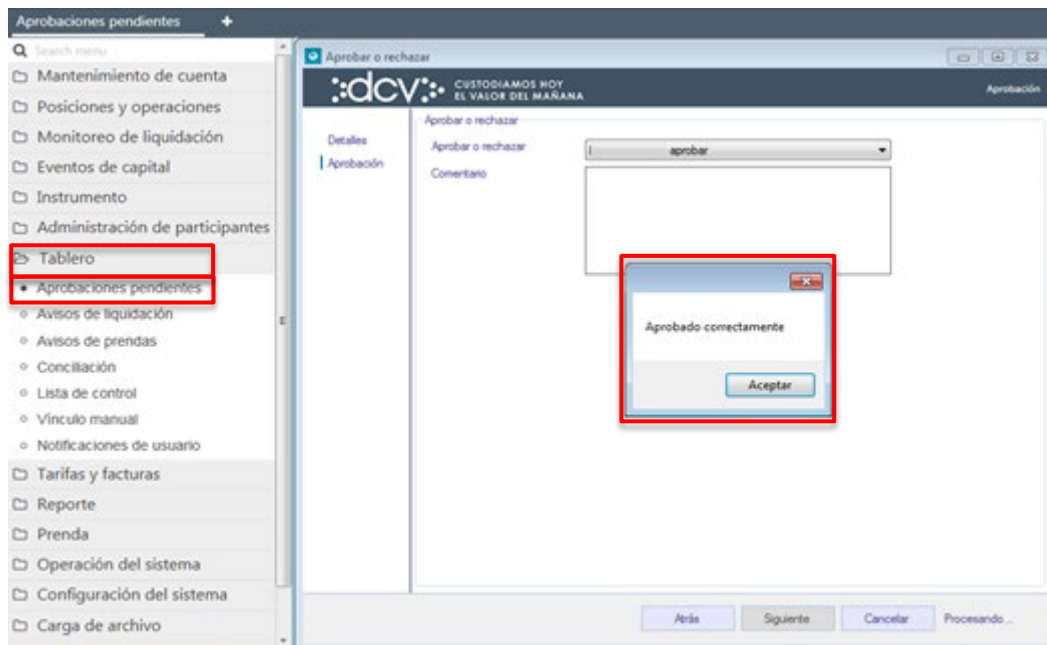 Aprobaciones pendientes +
Search menu
Mantenimiento de cuenta
Posiciones y operaciones
Monitoreo de liquidación
Eventos de capital
Instrumento
Administración de participantes
Tablero
Aprobaciones pendientes
Avisos de liquidación
Avisos de prendas
Conciliación
Lista de control
Vínculo manual
Notificaciones de usuario
Tarifas y facturas
Reporte
Prenda
Operación del sistema
Configuración del sistema
Carga de archivo
Aprobar o rechazar
:dcv: CUSTODIAMOS HOY
EL VALOR DEL MAÑANA
Aprobación
Detalles
Aprobación
Aprobar o rechazar
Aprobar o rechazar
aprobar
Comentario
Aprobado correctamente
Aceptar
Atrás Siguiente Cancelar Procesando...